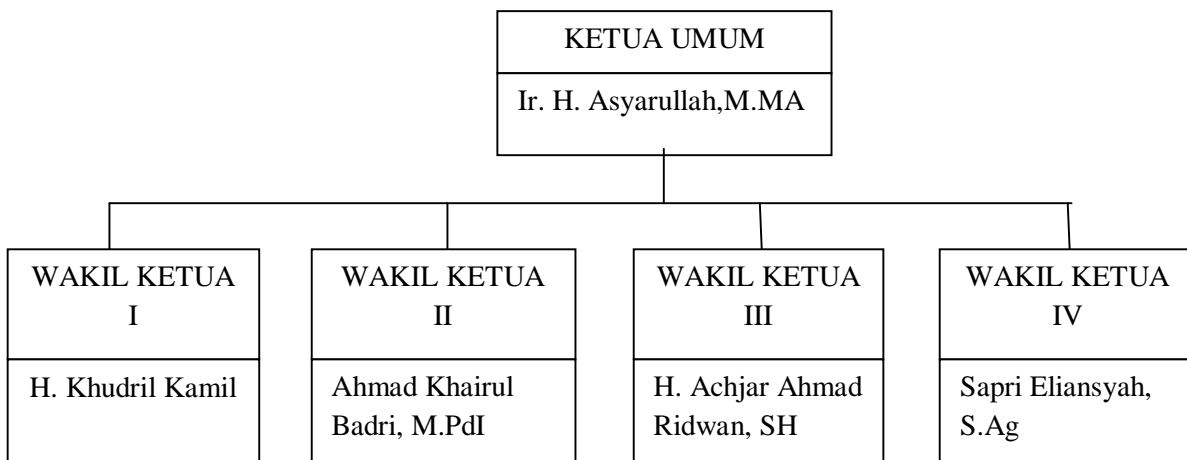 KETUA UMUM
Ir. H. Asyarullah,M.MA
WAKIL KETUA
I
H. Khudril Kamil
WAKIL KETUA
II
Ahmad Khairul
Badri, M.PdI
WAKIL KETUA
III
H. Achjar Ahmad
Ridwan, SH
WAKIL KETUA
IV
Sapri Eliansyah,
S.Ag